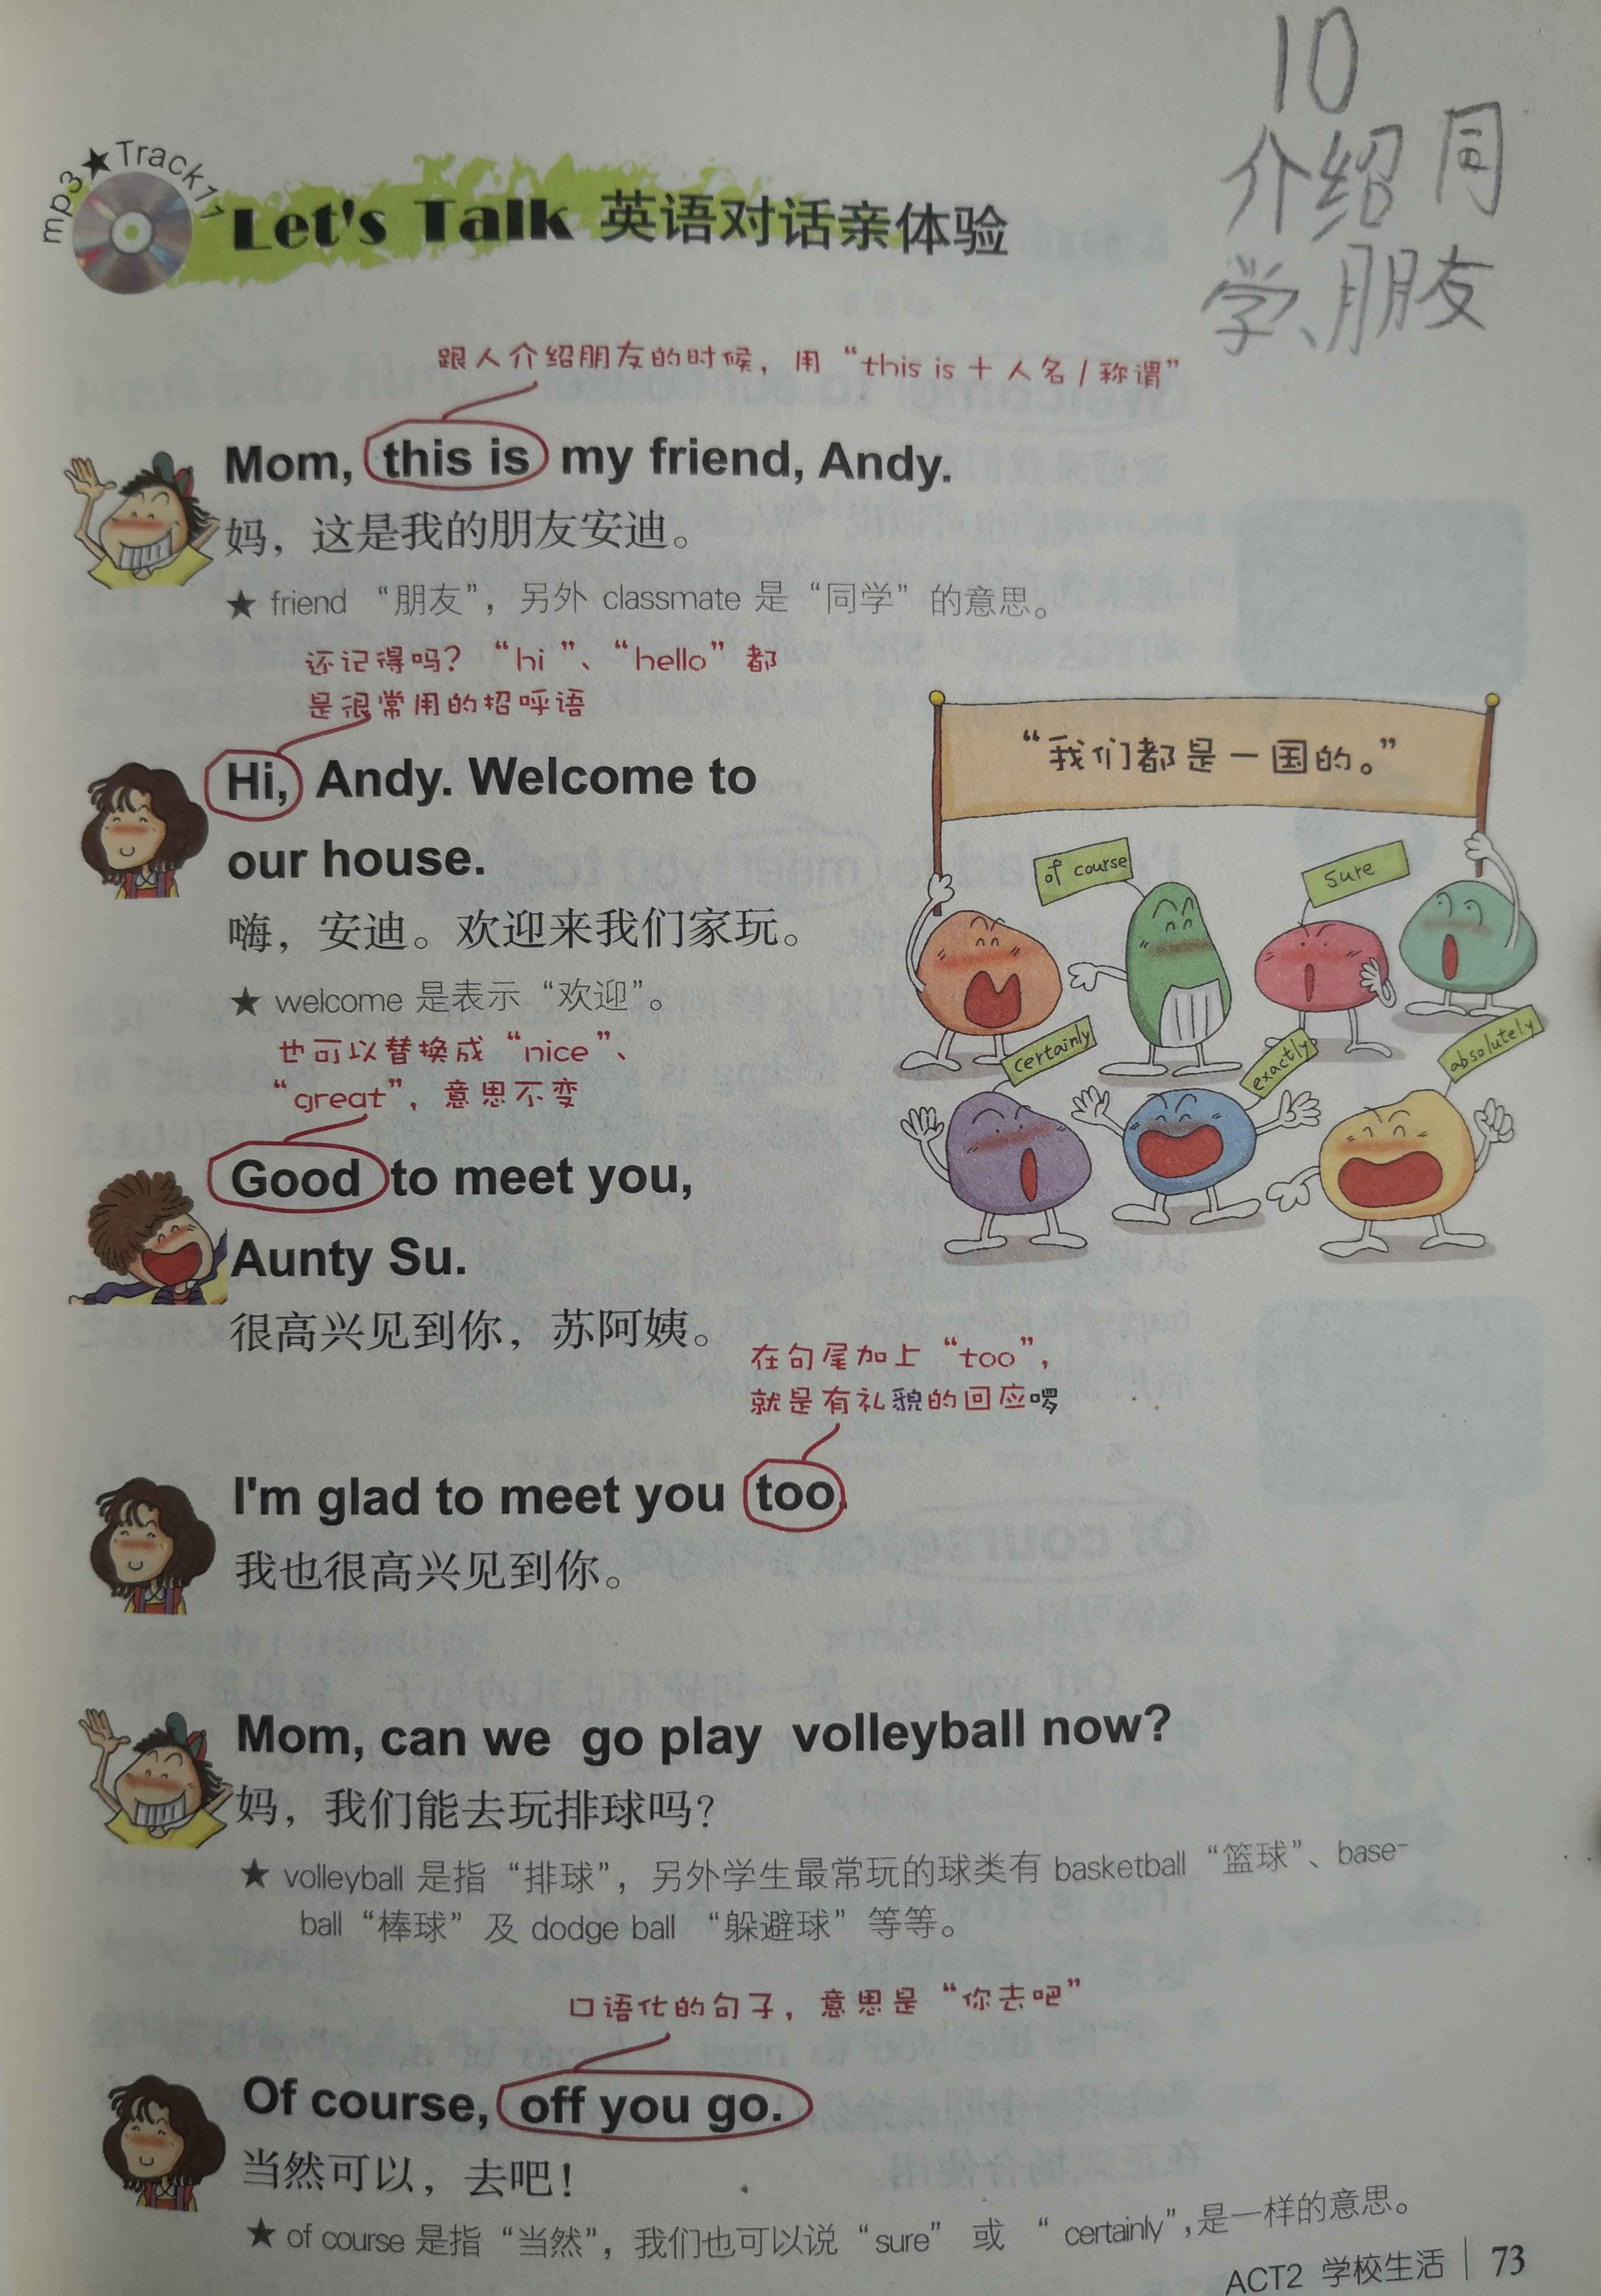 10
介绍同
学、朋友
mp3★Track11
Let's Talk 英语对话亲体验
跟人介绍朋友的时候，用“this is＋人名/称谓”
Mom, this is my friend, Andy.
妈，这是我的朋友安迪。
★ friend “朋友”，另外 classmate 是“同学”的意思。
还记得吗？“hi”、“hello”都
是很常用的招呼语
Hi, Andy. Welcome to
our house.
嗨，安迪。欢迎来我们家玩。
★ welcome 是表示“欢迎”。
“我们都是一国的。”
of course
sure
certainly
exactly
absolutely
也可以替换成“nice”、
“great”，意思不变
Good to meet you,
Aunty Su.
很高兴见到你，苏阿姨。
在句尾加上“too”，
就是有礼貌的回应啰
I'm glad to meet you too.
我也很高兴见到你。
Mom, can we go play volleyball now?
妈，我们能去玩排球吗？
★ volleyball 是指“排球”，另外学生最常玩的球类有 basketball“篮球”、base-
ball“棒球”及 dodge ball “躲避球”等等。
口语化的句子，意思是“你去吧”
Of course, off you go.
当然可以，去吧！
★ of course 是指“当然”，我们也可以说“sure”或“certainly”，是一样的意思。
ACT2 学校生活 | 73